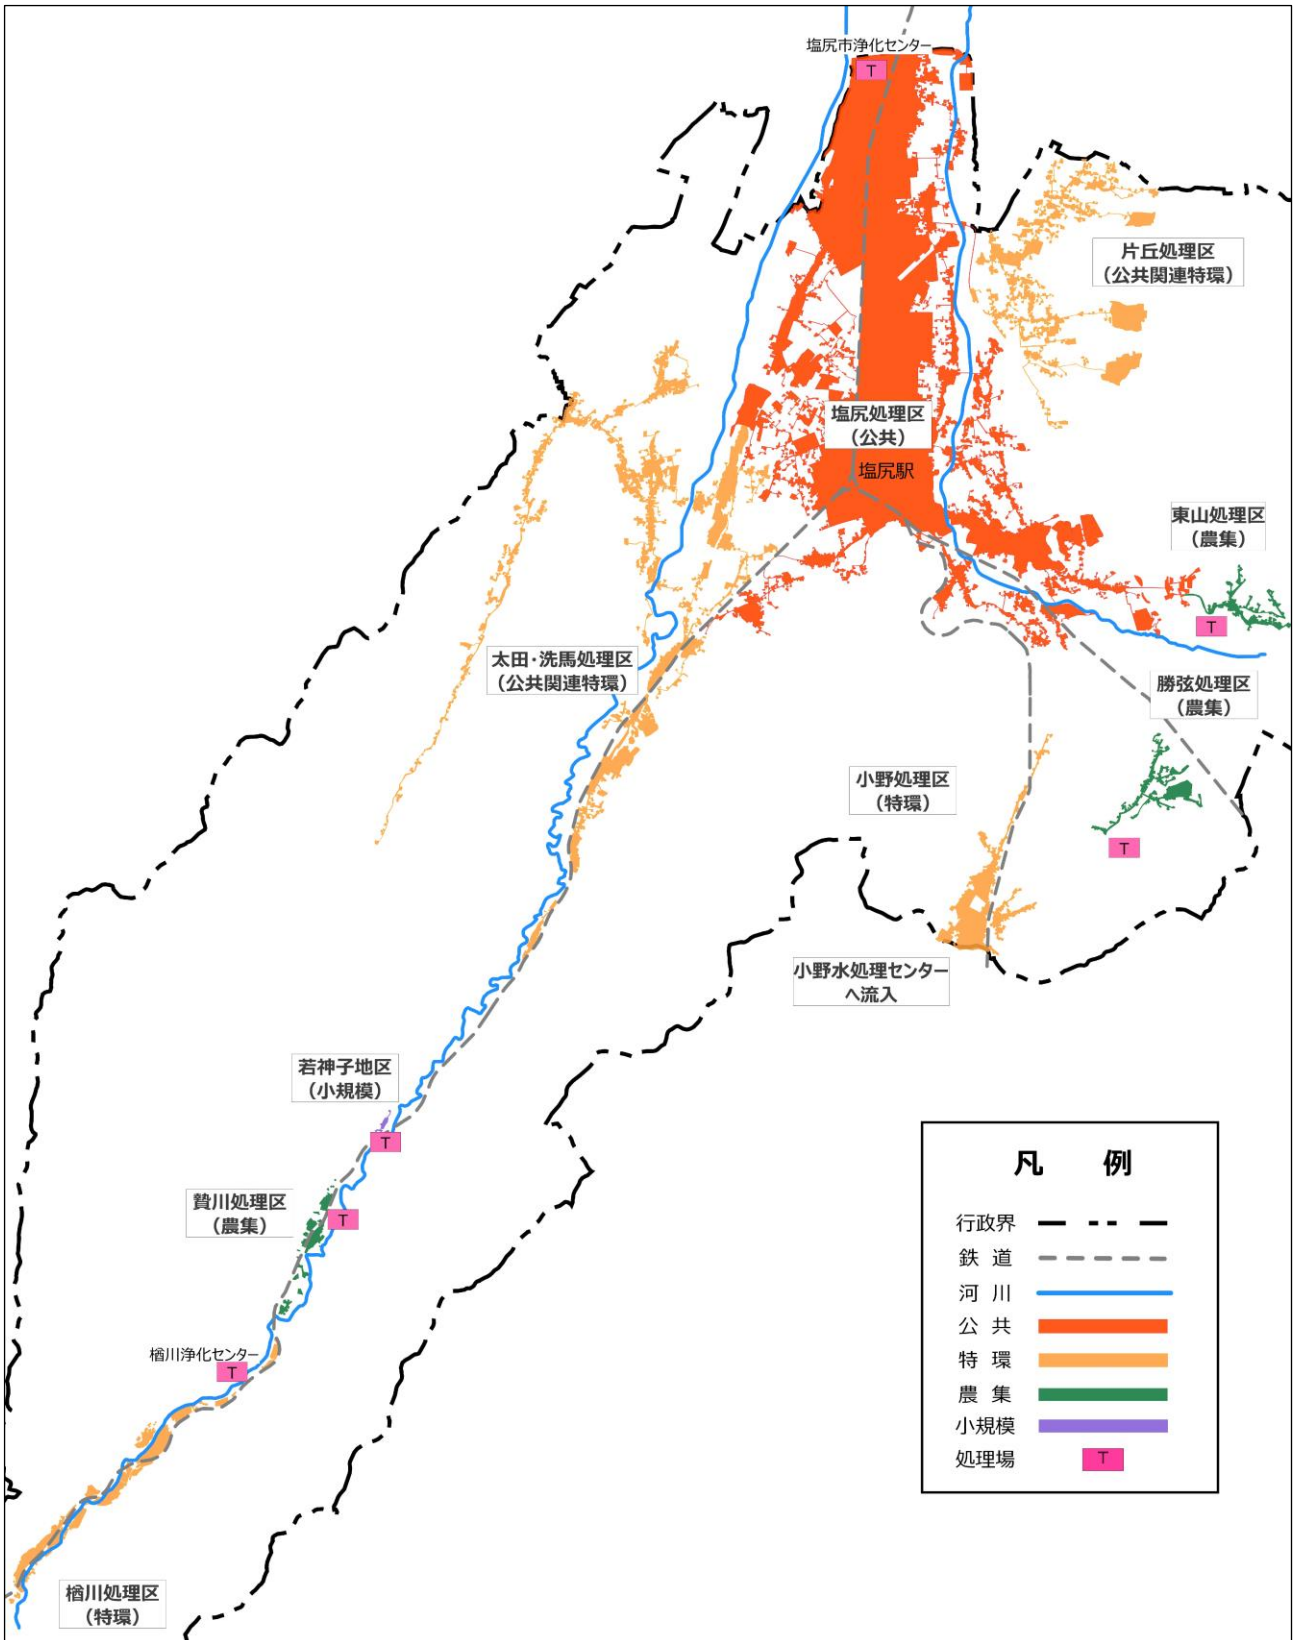 塩尻市浄化センター
T
片丘処理区
（公共関連特環）
塩尻処理区
（公共）
塩尻駅
東山処理区
（農集）
T
太田・洗馬処理区
（公共関連特環）
勝弦処理区
（農集）
小野処理区
（特環）
T
小野水処理センター
へ流入
若神子地区
（小規模）
T
贄川処理区
（農集）
T
楢川浄化センター
T
楢川処理区
（特環）
凡 例
行政界
鉄 道
河 川
公 共
特 環
農 集
小規模
処理場 T